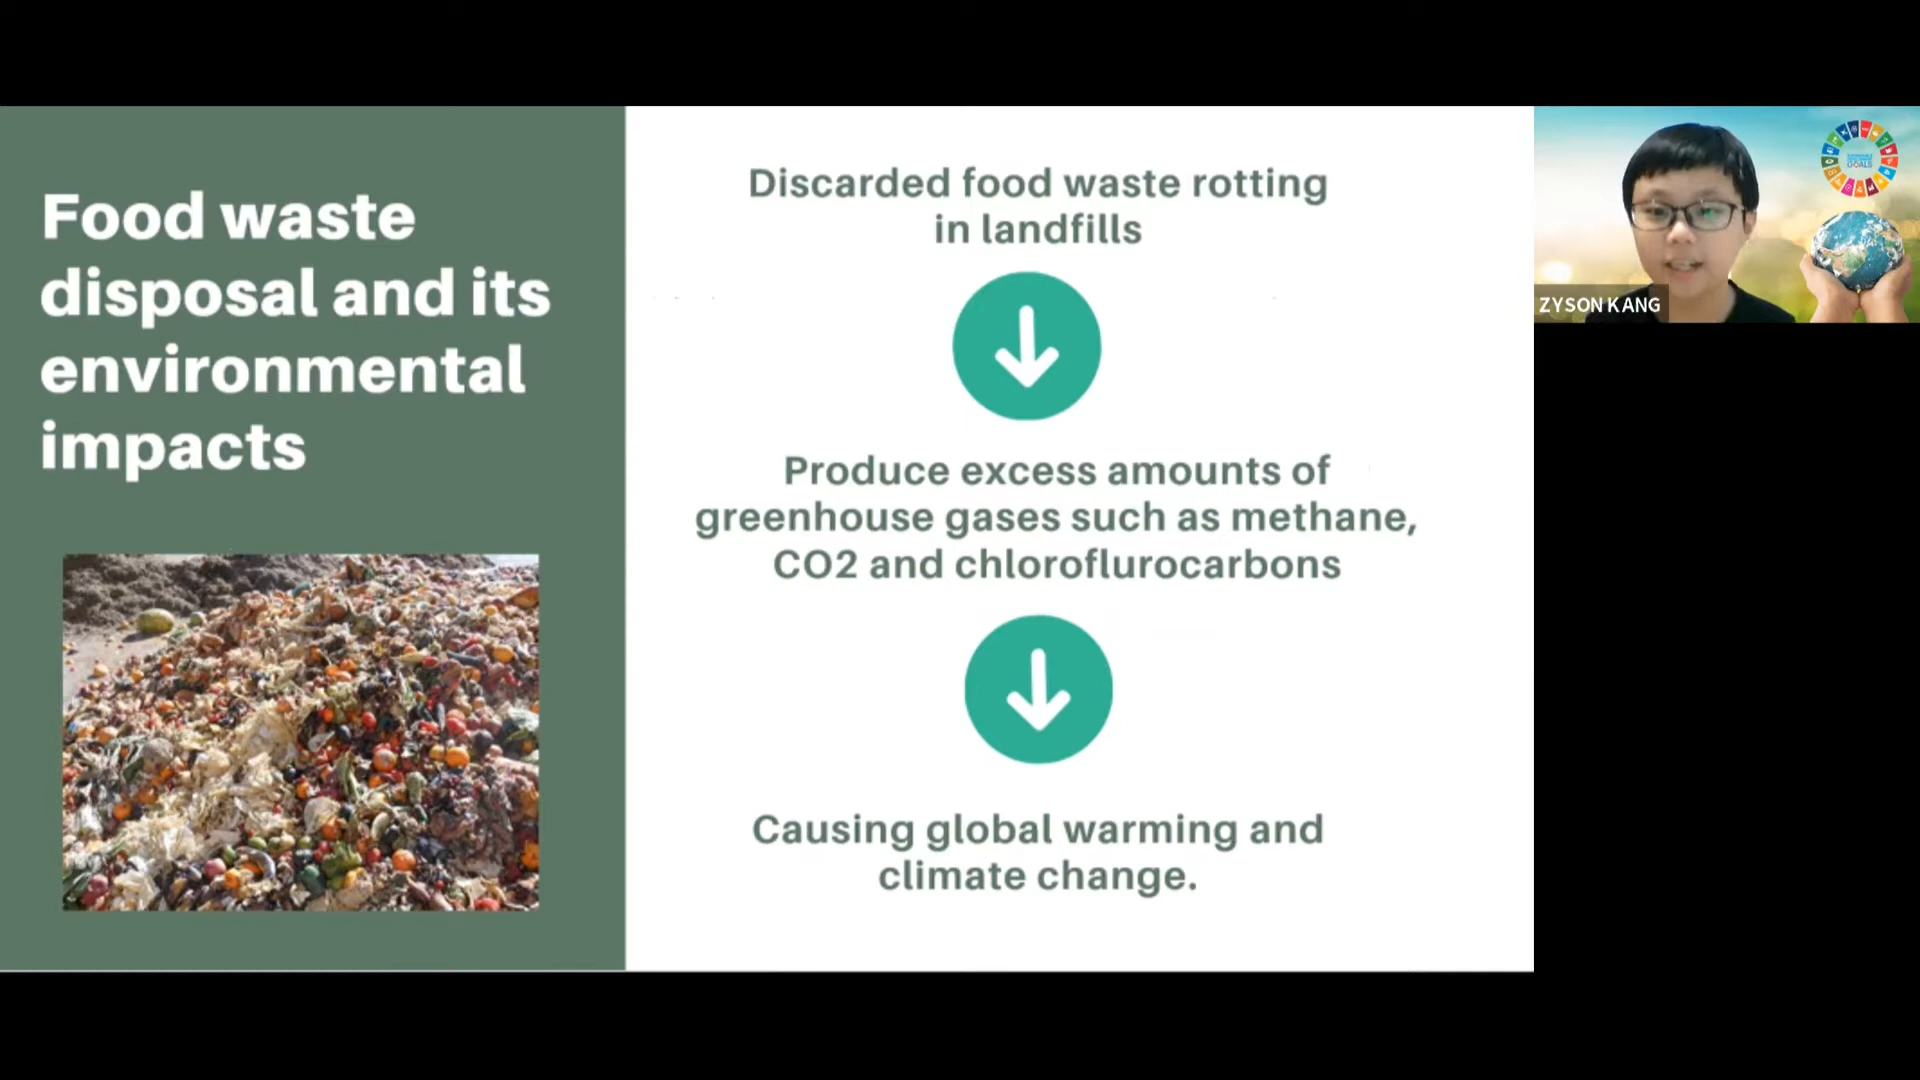 Food waste
disposal and its
environmental
impacts
Discarded food waste rotting
in landfills
Produce excess amounts of
greenhouse gases such as methane,
CO2 and chloroflurocarbons
Causing global warming and
climate change.
GOALS
ZYSON KANG